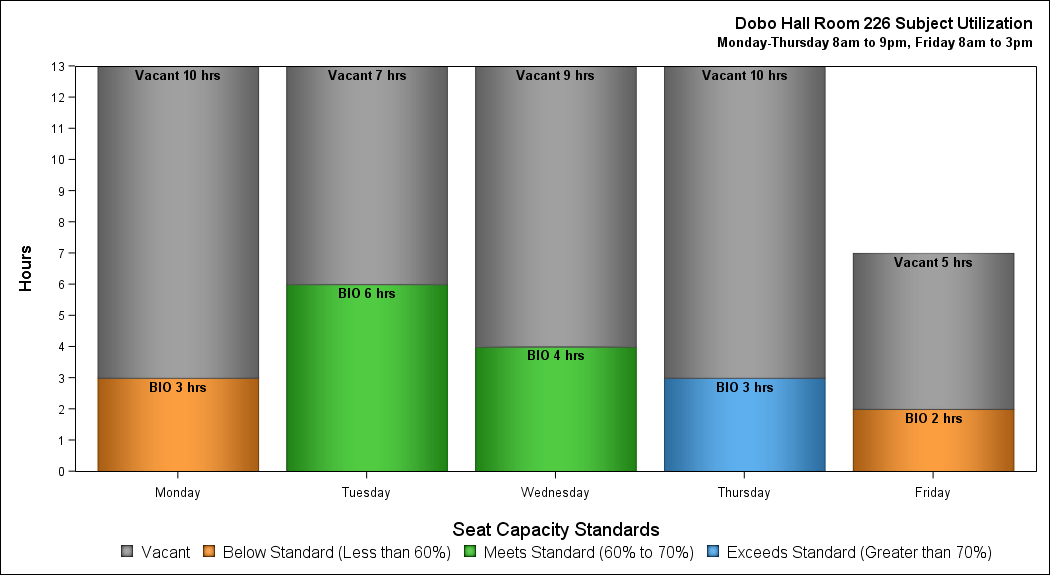 Dobo Hall Room 226 Subject Utilization
Monday-Thursday 8am to 9pm, Friday 8am to 3pm
Hours
13
12
11
10
9
8
7
6
5
4
3
2
1
0
Vacant 10 hrs
Vacant 7 hrs
Vacant 9 hrs
Vacant 10 hrs
Vacant 5 hrs
BIO 3 hrs
BIO 6 hrs
BIO 4 hrs
BIO 3 hrs
BIO 2 hrs
Monday
Tuesday
Wednesday
Thursday
Friday
Seat Capacity Standards
Vacant
Below Standard (Less than 60%)
Meets Standard (60% to 70%)
Exceeds Standard (Greater than 70%)